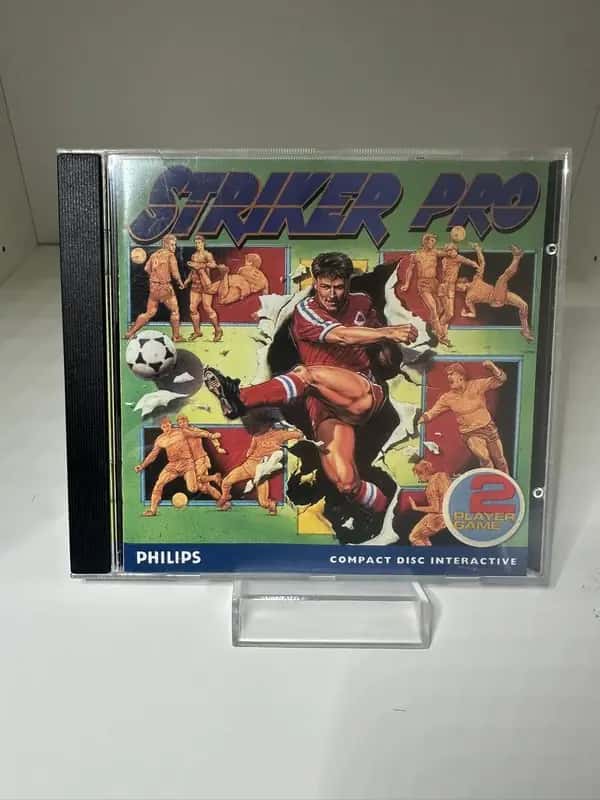 STRIKER PRO
2
PLAYER
GAME
PHILIPS
COMPACT DISC INTERACTIVE